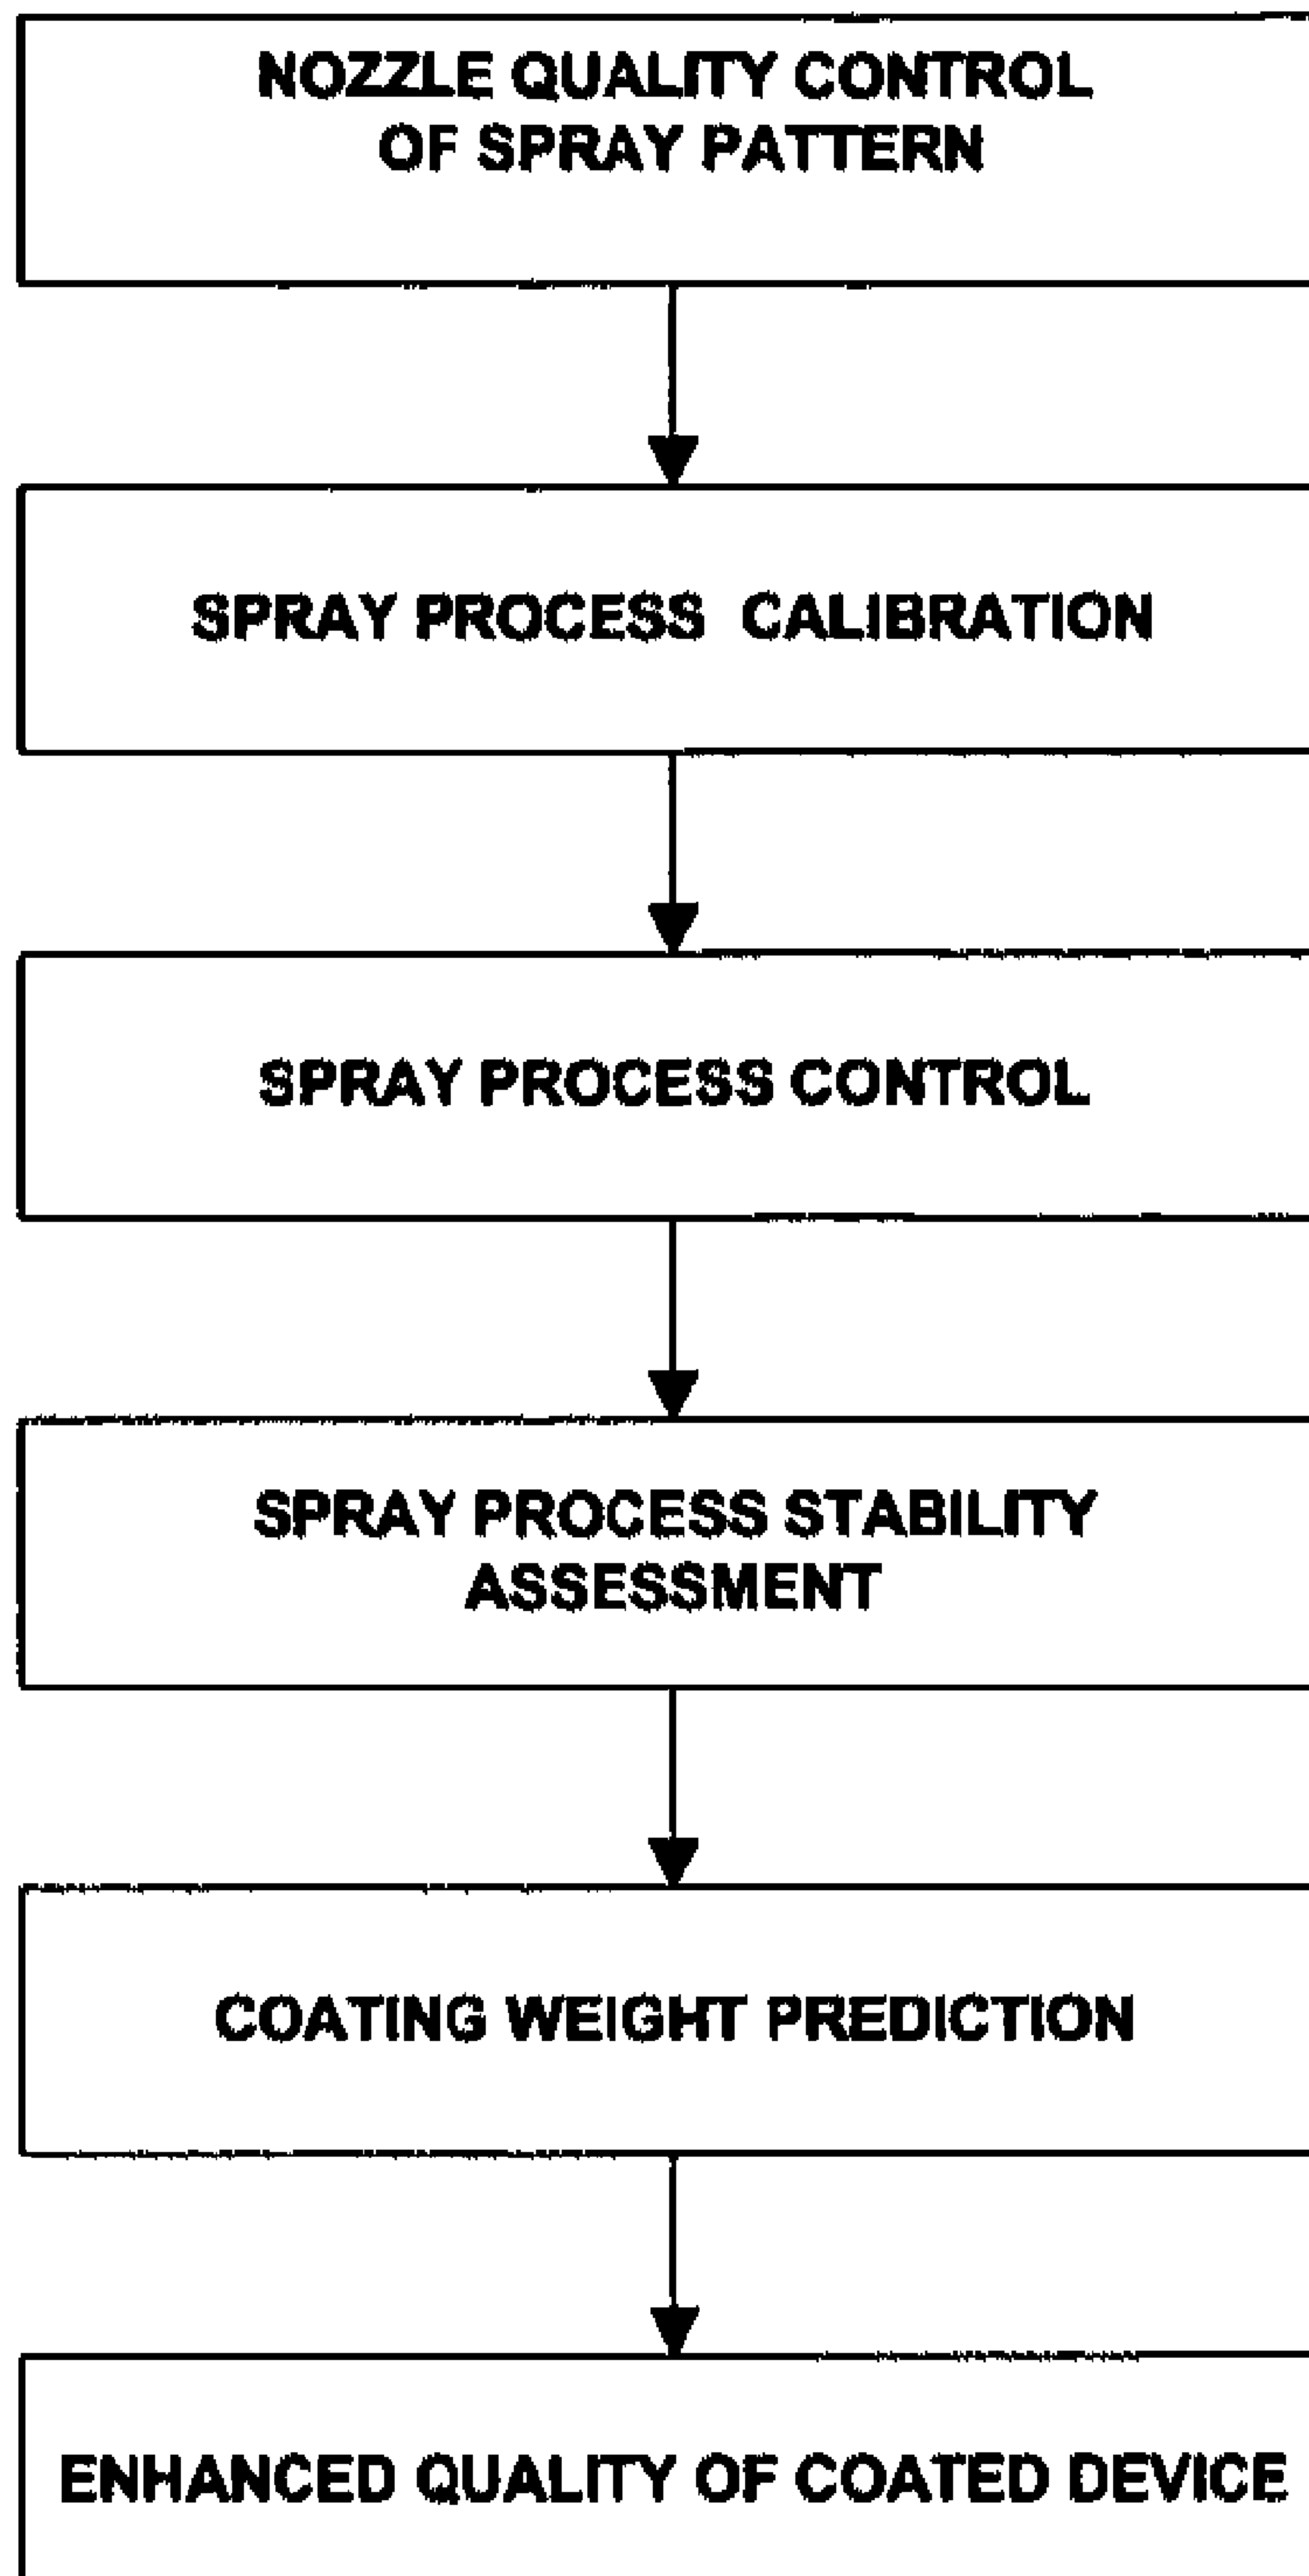 NOZZLE QUALITY CONTROL
OF SPRAY PATTERN
SPRAY PROCESS CALIBRATION
SPRAY PROCESS CONTROL
SPRAY PROCESS STABILITY
ASSESSMENT
COATING WEIGHT PREDICTION
ENHANCED QUALITY OF COATED DEVICE